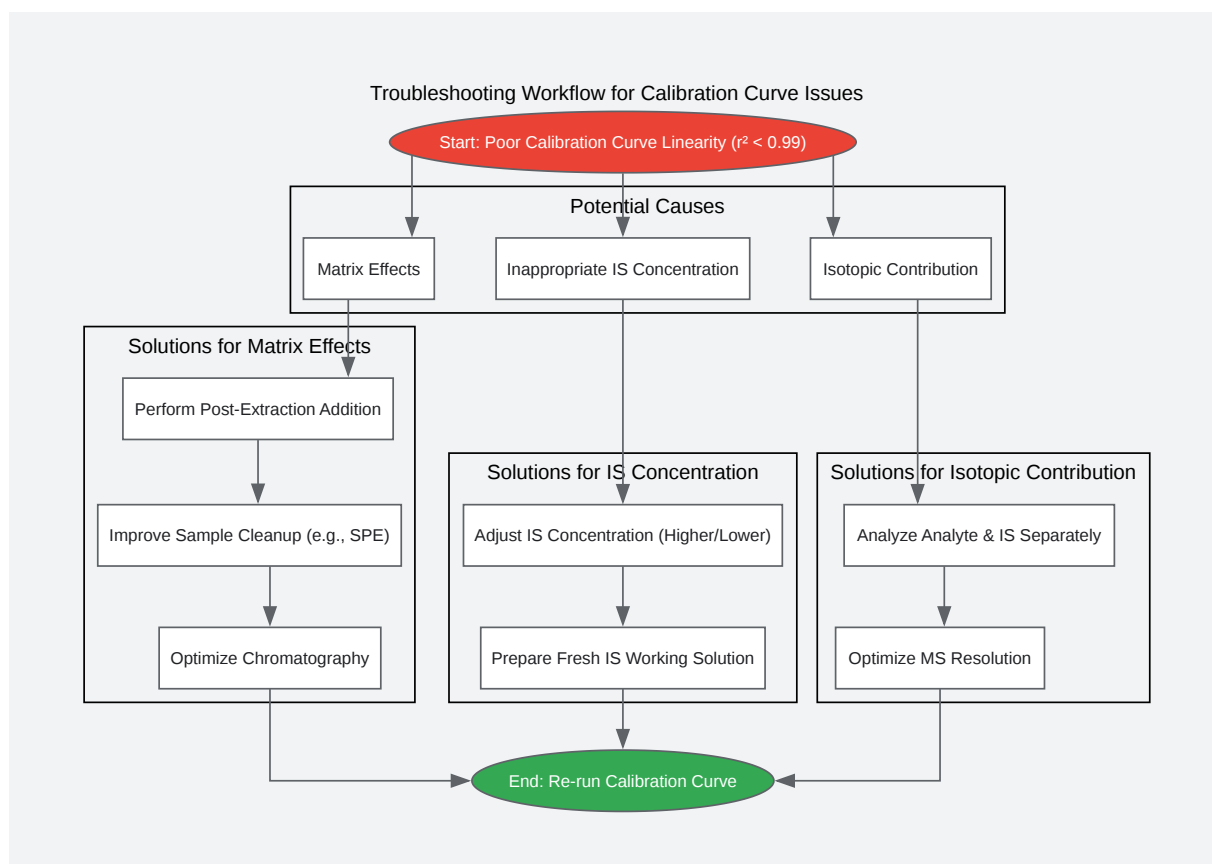 Troubleshooting Workflow for Calibration Curve Issues
Start: Poor Calibration Curve Linearity (r² < 0.99)
Potential Causes
Matrix Effects
Inappropriate IS Concentration
Isotopic Contribution
Solutions for Matrix Effects
Perform Post-Extraction Addition
Improve Sample Cleanup (e.g., SPE)
Optimize Chromatography
Solutions for IS Concentration
Adjust IS Concentration (Higher/Lower)
Prepare Fresh IS Working Solution
Solutions for Isotopic Contribution
Analyze Analyte & IS Separately
Optimize MS Resolution
End: Re-run Calibration Curve